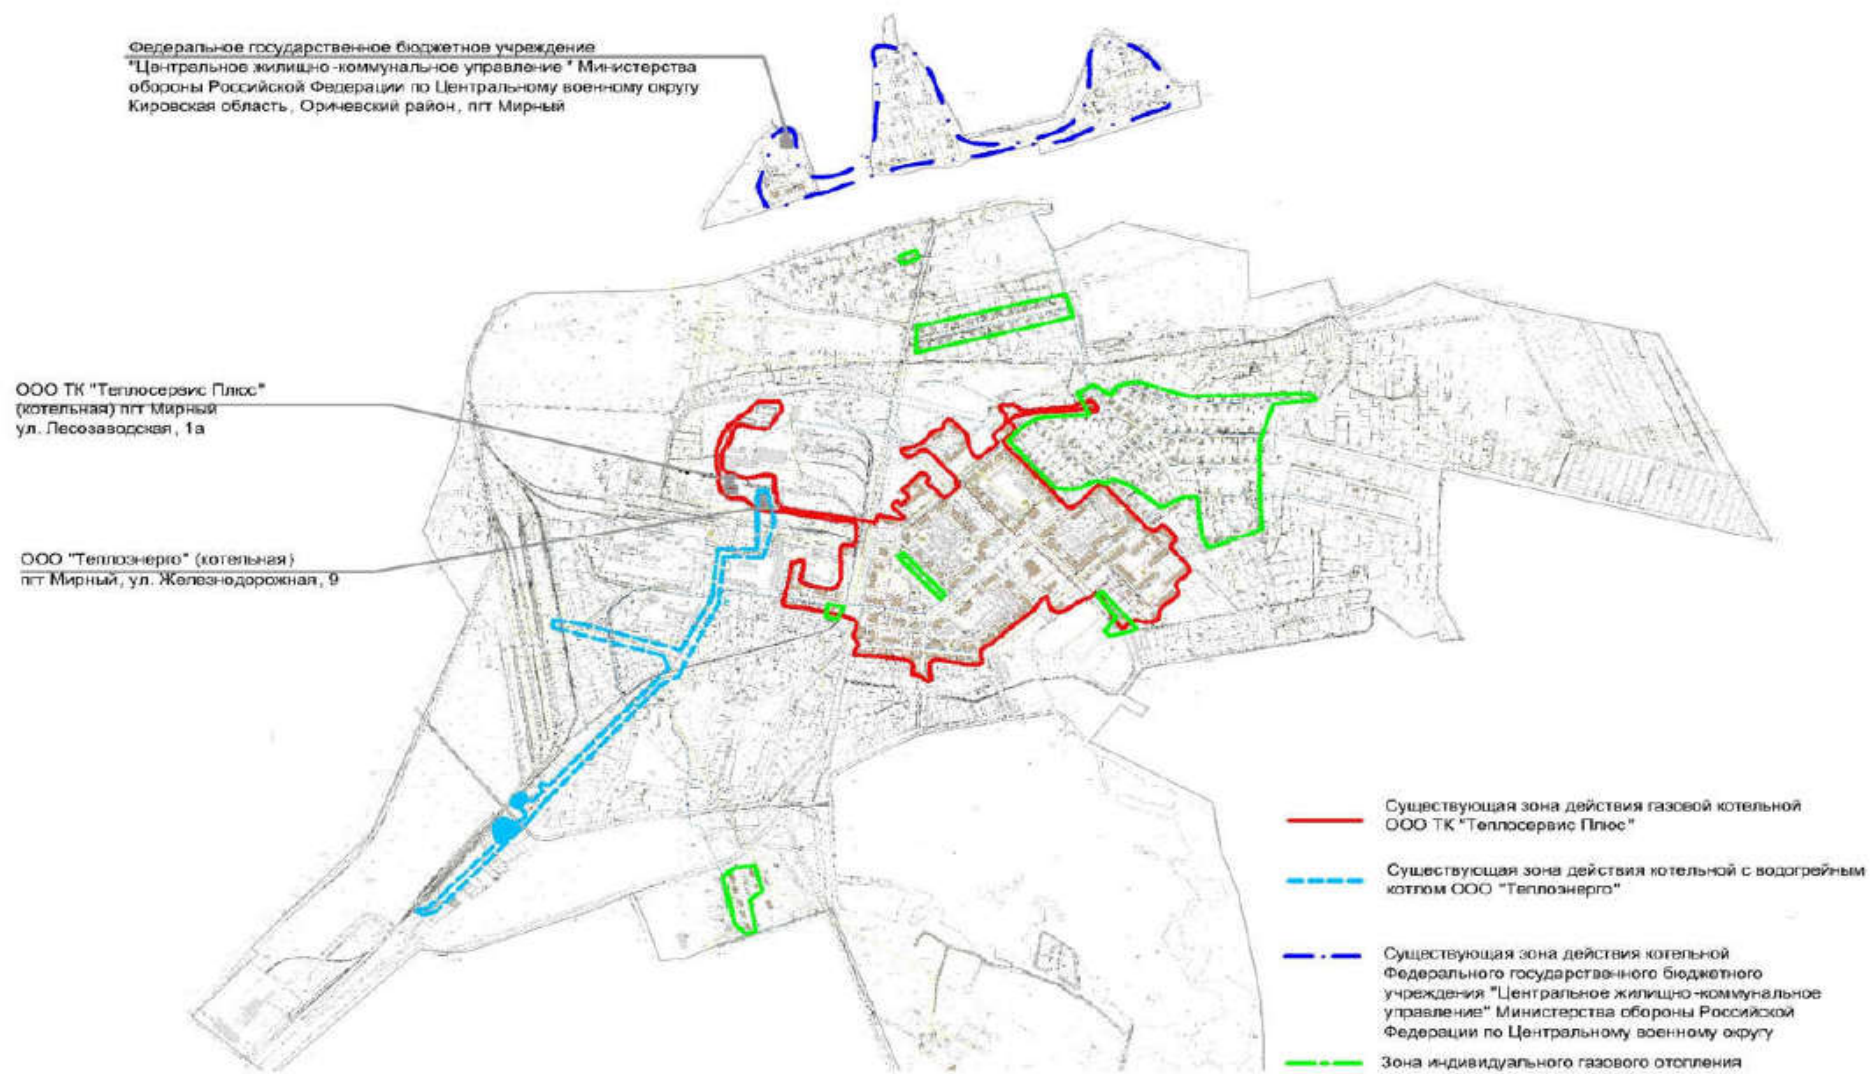 Федеральное государственное бюджетное учреждение
"Центральное жилищно-коммунальное управление" Министерства
обороны Российской Федерации по Центральному военному округу
Кировская область, Оричевский район, пгт Мирный
ООО ТК "Теплосервис Плюс"
(котельная) пгт Мирный
ул. Лесозаводская, 1а
ООО "Теплоэнерго" (котельная)
пгт Мирный, ул. Железнодорожная, 9
Существующая зона действия газовой котельной
ООО ТК "Теплосервис Плюс"
Существующая зона действия котельной с водогрейным
котлом ООО "Теплоэнерго"
Существующая зона действия котельной
Федерального государственного бюджетного
учреждения "Центральное жилищно-коммунальное
управление" Министерства обороны Российской
Федерации по Центральному военному округу
Зона индивидуального газового отопления